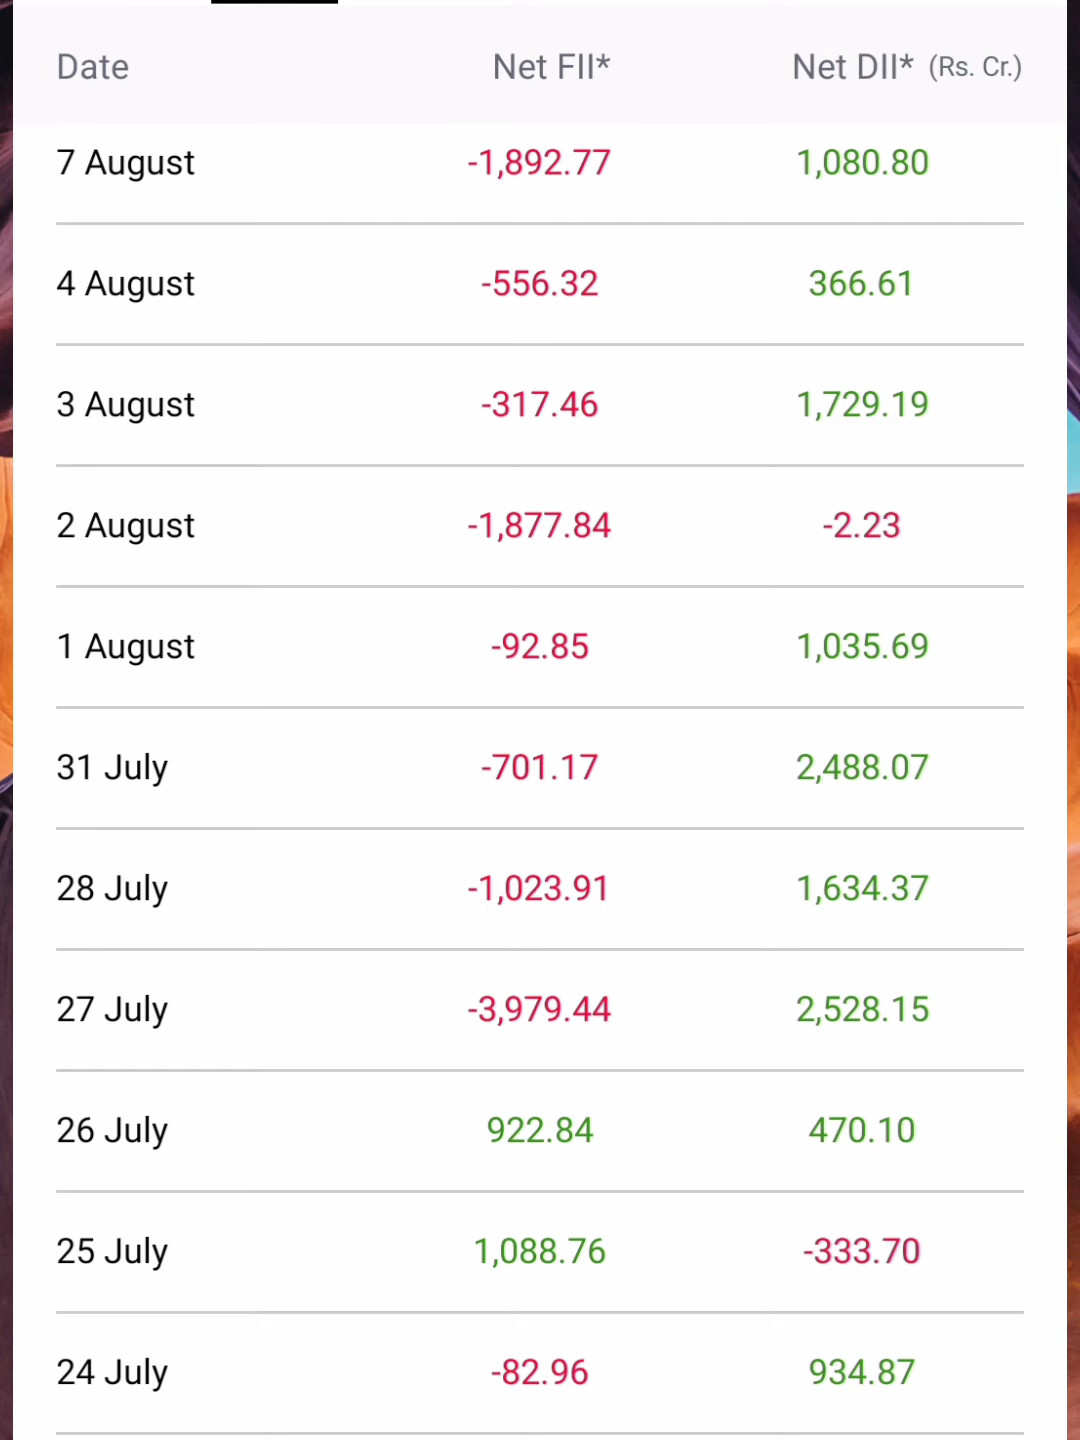 Date Net FII* Net DII* (Rs. Cr.)
7 August -1,892.77 1,080.80
4 August -556.32 366.61
3 August -317.46 1,729.19
2 August -1,877.84 -2.23
1 August -92.85 1,035.69
31 July -701.17 2,488.07
28 July -1,023.91 1,634.37
27 July -3,979.44 2,528.15
26 July 922.84 470.10
25 July 1,088.76 -333.70
24 July -82.96 934.87